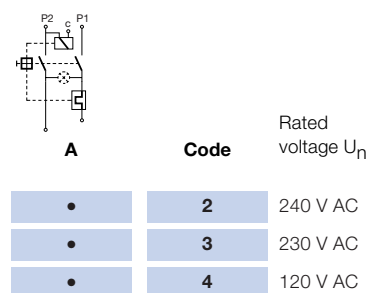 P2 c P1
Rated
A Code voltage Un
• 2 240 V AC
• 3 230 V AC
• 4 120 V AC